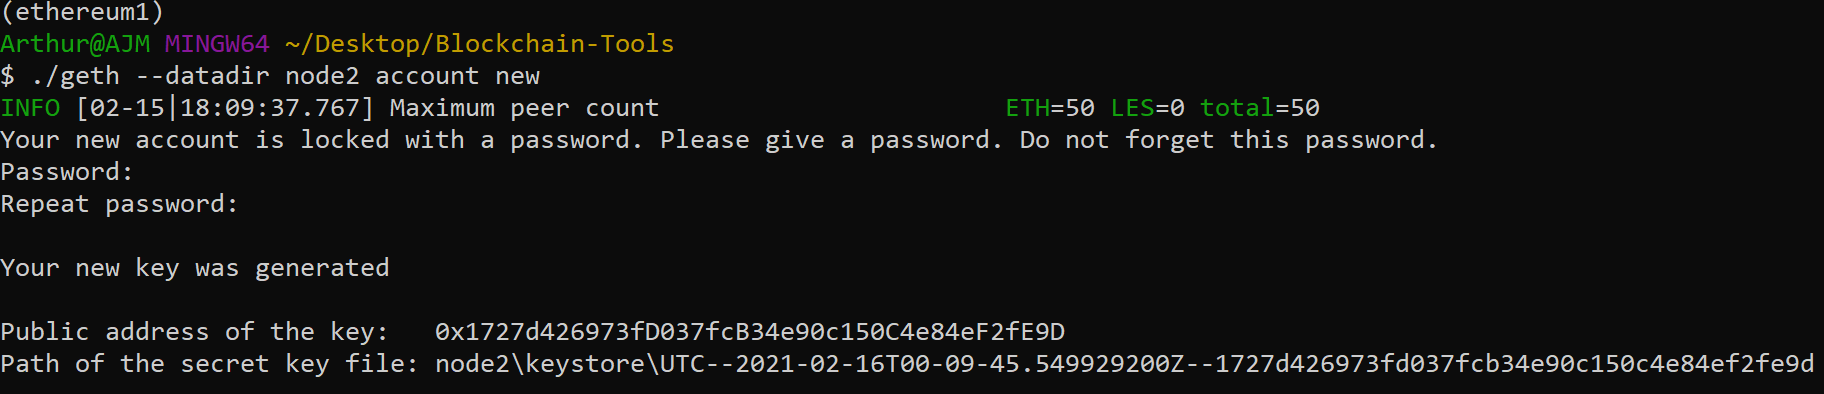 (ethereum1)
Arthur@AJM MINGW64 ~/Desktop/Blockchain-Tools
$ ./geth --datadir node2 account new
INFO [02-15|18:09:37.767] Maximum peer count                       ETH=50 LES=0 total=50
Your new account is locked with a password. Please give a password. Do not forget this password.
Password:
Repeat password:
Your new key was generated
Public address of the key:   0x1727d426973fD037fcB34e90c150C4e84eF2fE9D
Path of the secret key file: node2\keystore\UTC--2021-02-16T00-09-45.549929200Z--1727d426973fd037fcb34e90c150c4e84ef2fe9d